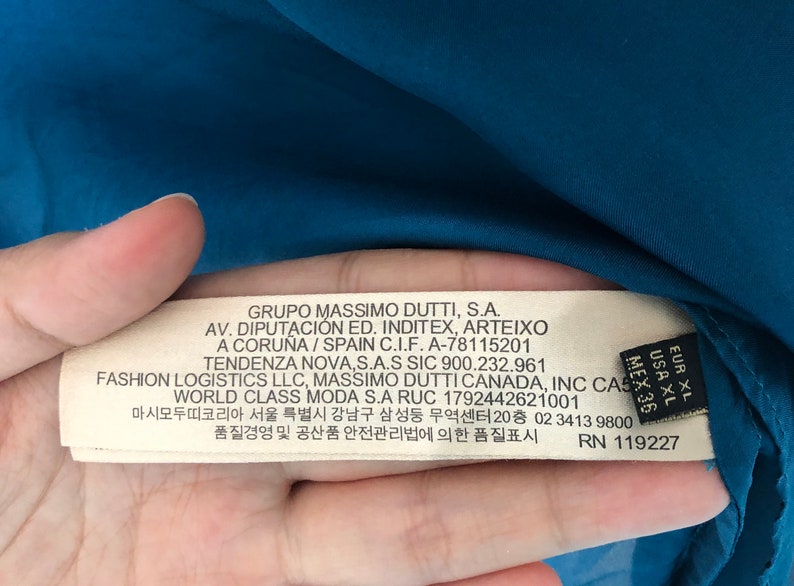 GRUPO MASSIMO DUTTI, S.A.
AV. DIPUTACIÓN ED. INDITEX, ARTEIXO
A CORUÑA / SPAIN C.I.F. A-78115201
TENDENZA NOVA,S.A.S SIC 900.232.961
FASHION LOGISTICS LLC, MASSIMO DUTTI CANADA, INC
WORLD CLASS MODA S.A RUC 1792442621001
마시모두띠코리아 서울 특별시 강남구 삼성동 무역센터20층 02 3413 9800
품질경영및 공산품 안전관리법에 의한 품질표시
RN 119227
EUR XL
USA XL
MEX 36